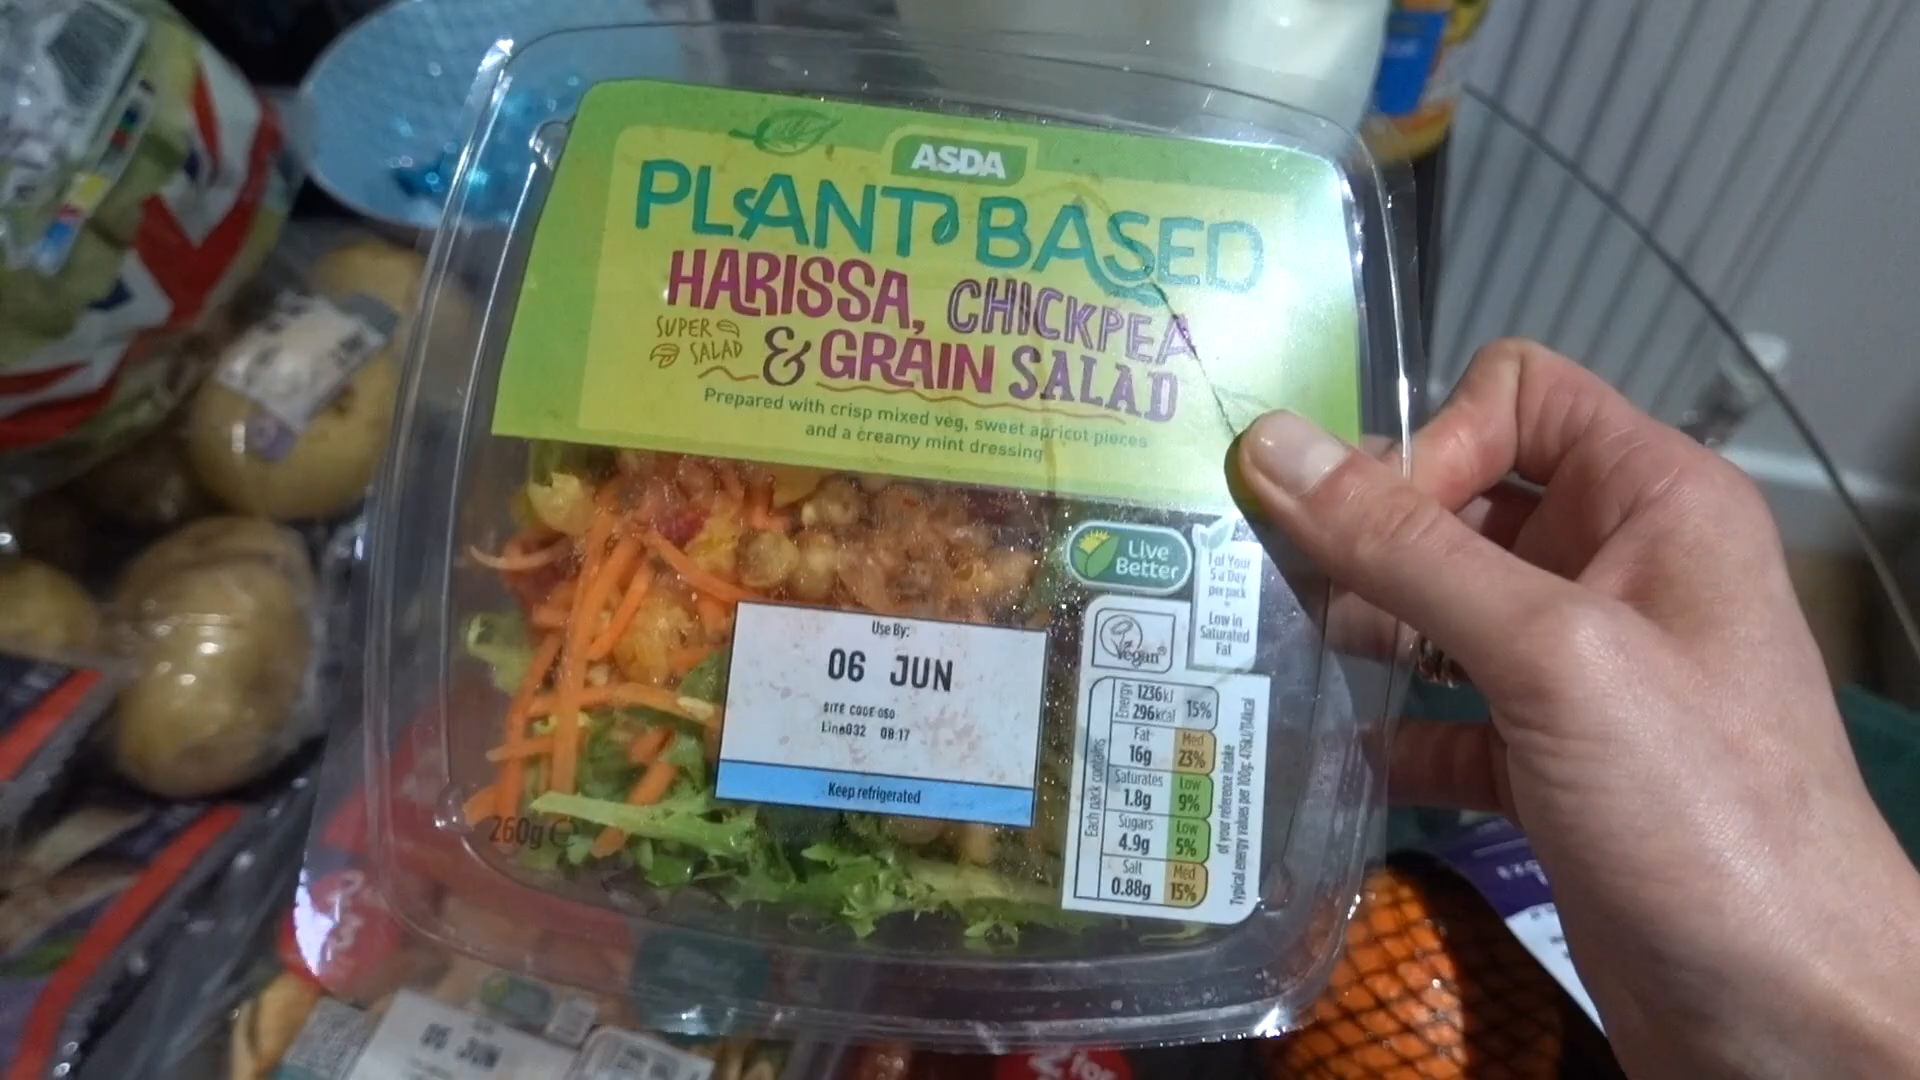 ASDA
PLANT BASED
HARISSA, CHICKPEA
& GRAIN SALAD
SUPER
SALAD
Prepared with crisp mixed veg, sweet apricot pieces
and a creamy mint dressing
Live
Better
1 of Your
5 a Day
per pack
Low in
Saturated
Fat
Vegan
Use By:
06 JUN
SITE CODE 050
Line032 08:17
Keep refrigerated
260g e
Each pack contains
Energy
1236kJ
296kcal 15%
Fat
16g
Med
23%
Saturates
1.8g
Low
9%
Sugars
4.9g
Low
5%
Salt
0.88g
Med
15%
of your reference intake
Typical energy values per 100g: 476kJ/114kcal
JUN
2 for